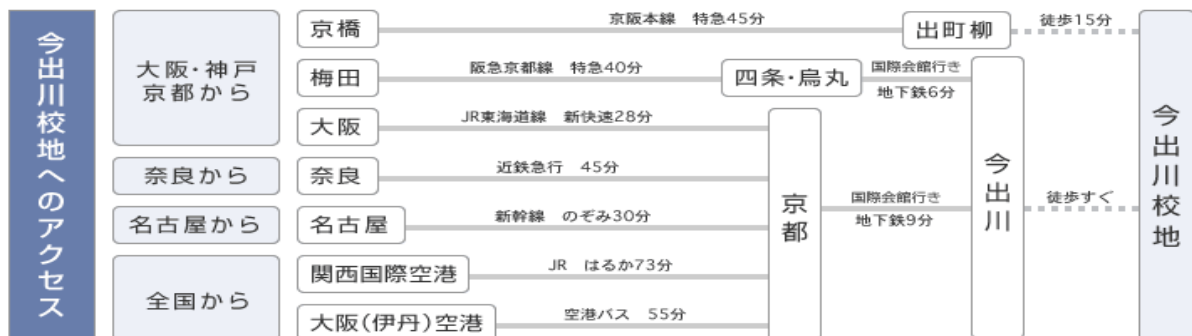 今出川校地へのアクセス
大阪・神戸
京都から
京橋
京阪本線 特急45分
出町柳
徒歩15分
梅田
阪急京都線 特急40分
四条・烏丸
国際会館行き
地下鉄6分
大阪
JR東海道線 新快速28分
奈良から
奈良
近鉄急行 45分
名古屋から
名古屋
新幹線 のぞみ30分
全国から
関西国際空港
JR はるか73分
大阪(伊丹)空港
空港バス 55分
京都
国際会館行き
地下鉄9分
今出川
徒歩すぐ
今出川校地